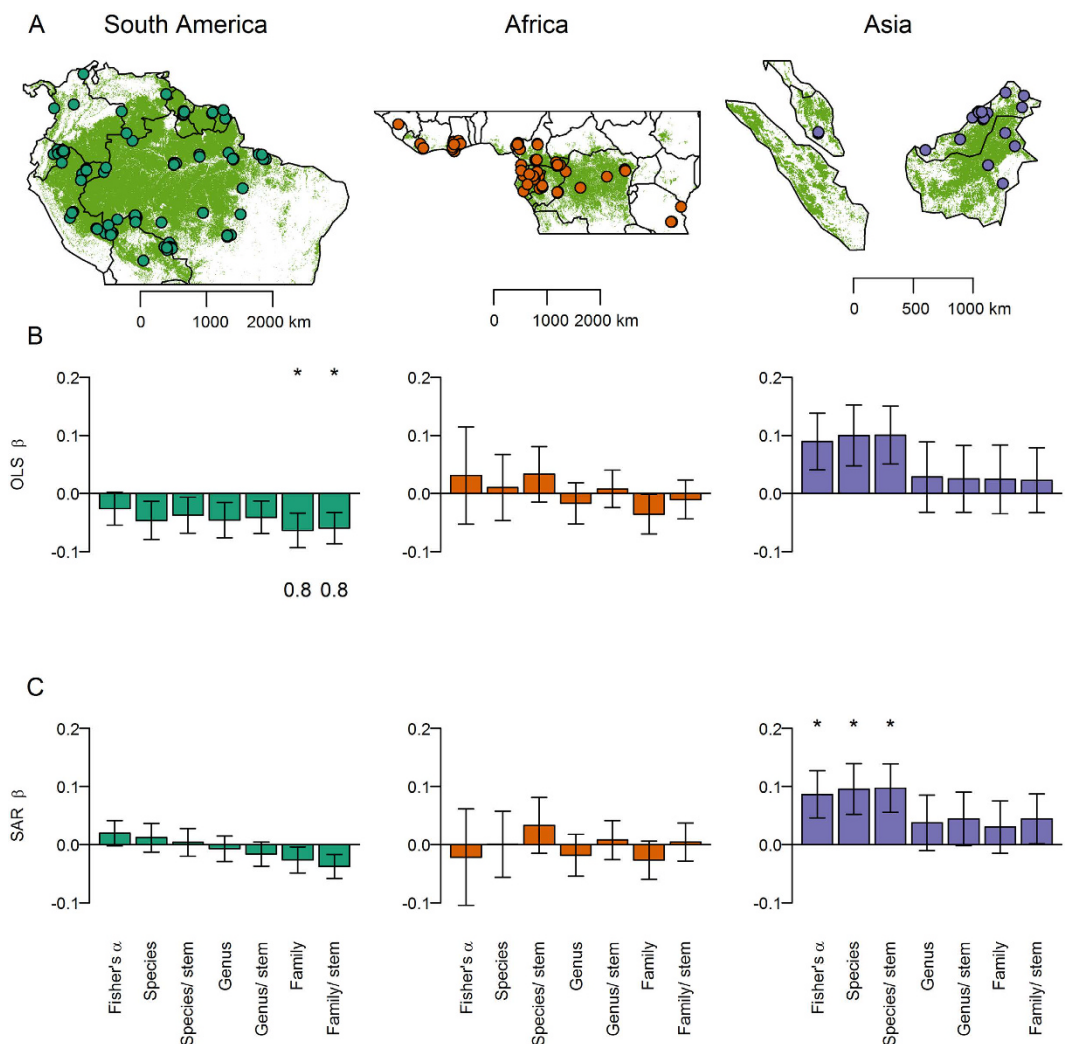 A South America Africa Asia
0 1000 2000 km
0 1000 2000 km
0 500 1000 km
B
OLS β
0.2
0.1
0.0
-0.1
* *
0.8 0.8
0.2
0.1
0.0
-0.1
0.2
0.1
0.0
-0.1
C
SAR β
0.2
0.1
0.0
-0.1
0.2
0.1
0.0
-0.1
0.2
0.1
0.0
-0.1
* * *
Fisher's α
Species
Species/ stem
Genus
Genus/ stem
Family
Family/ stem
Fisher's α
Species
Species/ stem
Genus
Genus/ stem
Family
Family/ stem
Fisher's α
Species
Species/ stem
Genus
Genus/ stem
Family
Family/ stem